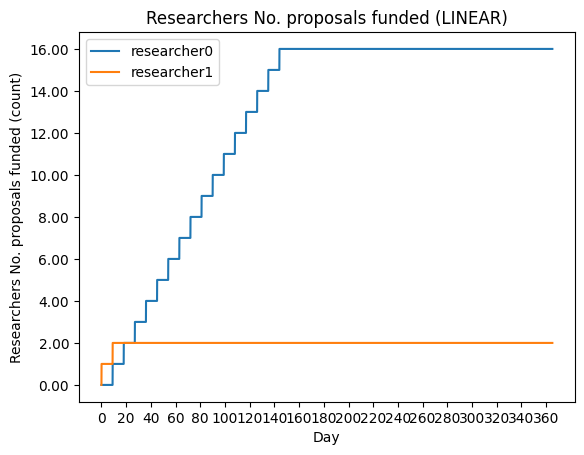 Researchers No. proposals funded (LINEAR)
researcher0
researcher1
Researchers No. proposals funded (count)
16.00
14.00
12.00
10.00
8.00
6.00
4.00
2.00
0.00
0 20 40 60 80 100 120 140 160 180 200 220 240 260 280 300 320 340 360
Day